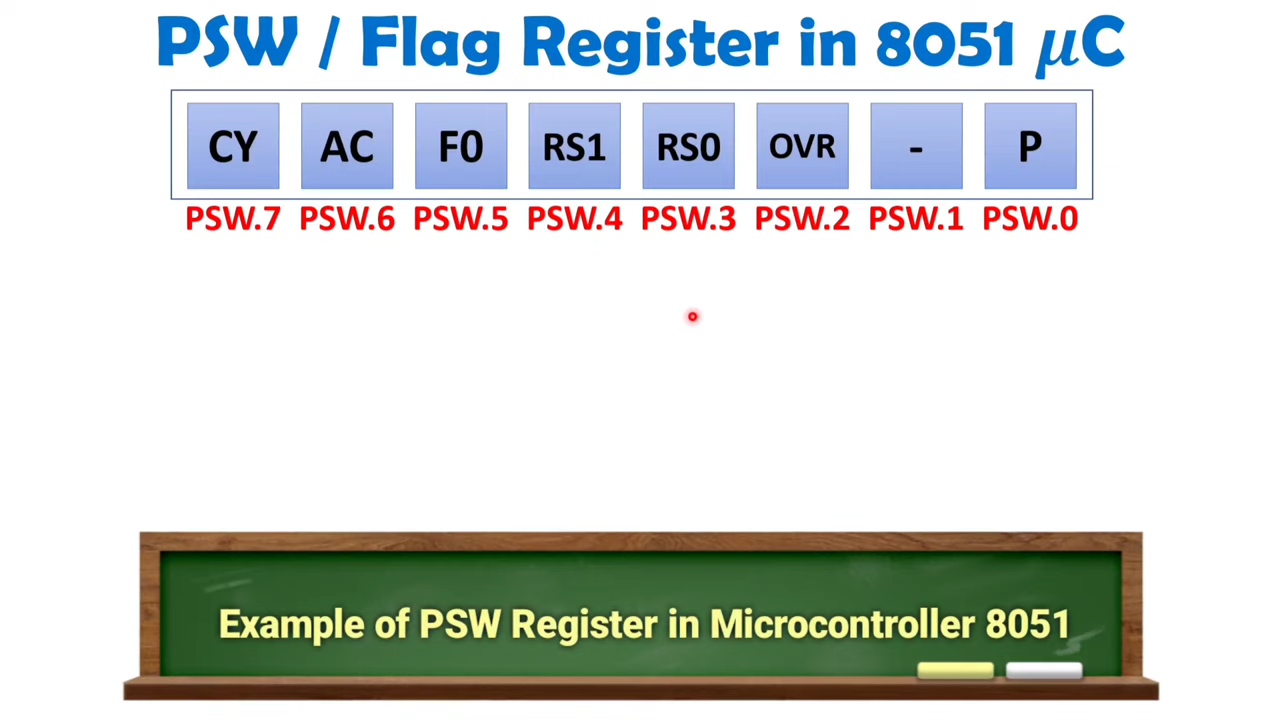 PSW / Flag Register in 8051 μC
CY AC F0 RS1 RS0 OVR - P
PSW.7 PSW.6 PSW.5 PSW.4 PSW.3 PSW.2 PSW.1 PSW.0
Example of PSW Register in Microcontroller 8051